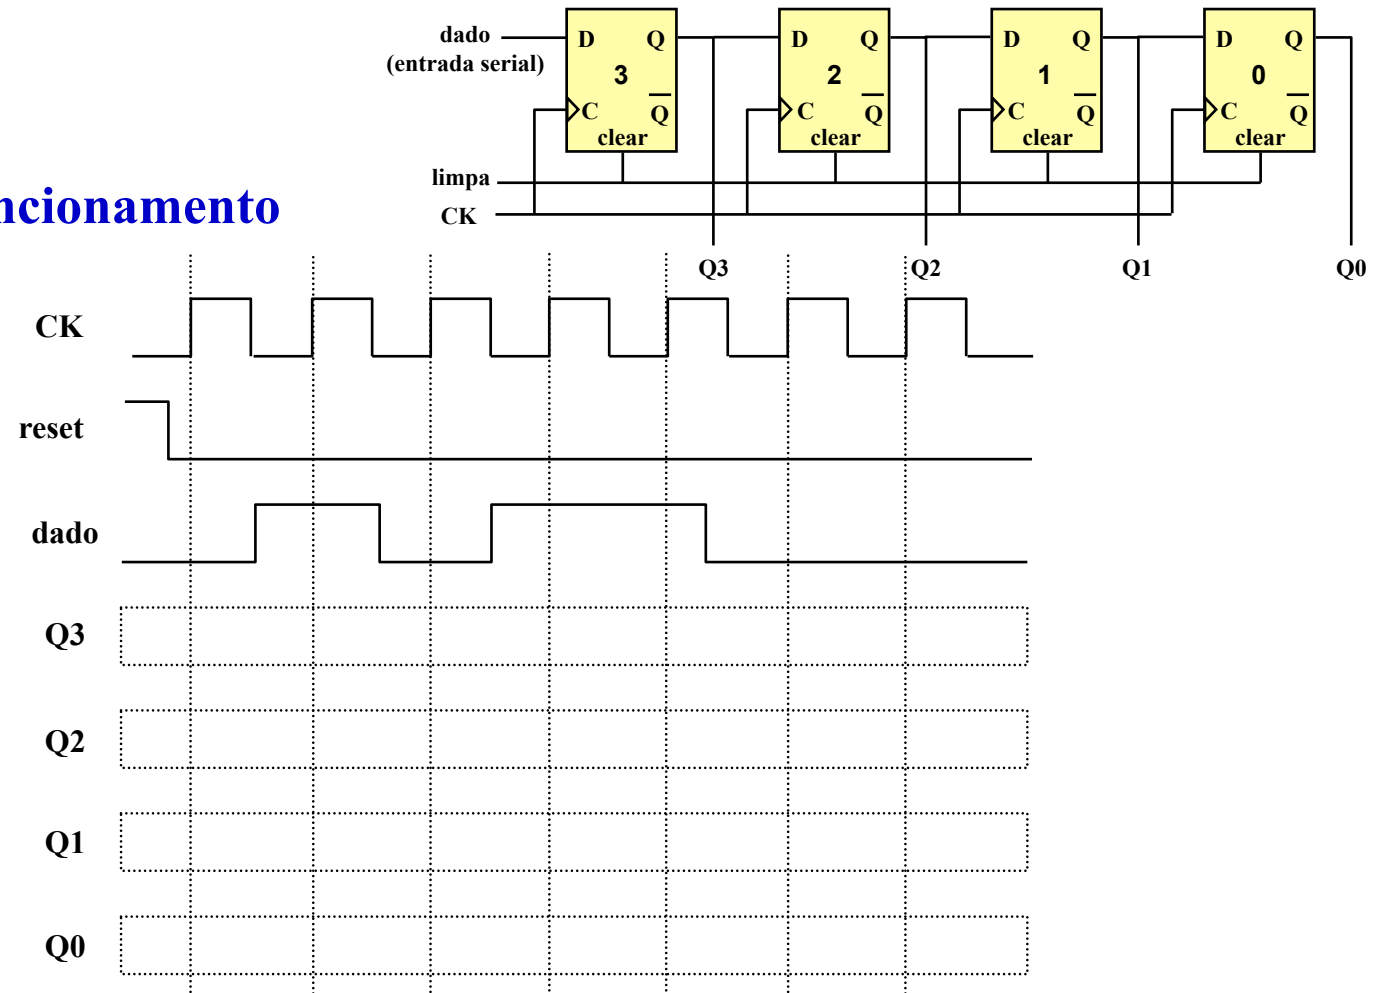 dado
(entrada serial)
D Q
3
C Q
clear
D Q
2
C Q
clear
D Q
1
C Q
clear
D Q
0
C Q
clear
limpa
CK
Q3 Q2 Q1 Q0
ncionamento
CK
reset
dado
Q3
Q2
Q1
Q0